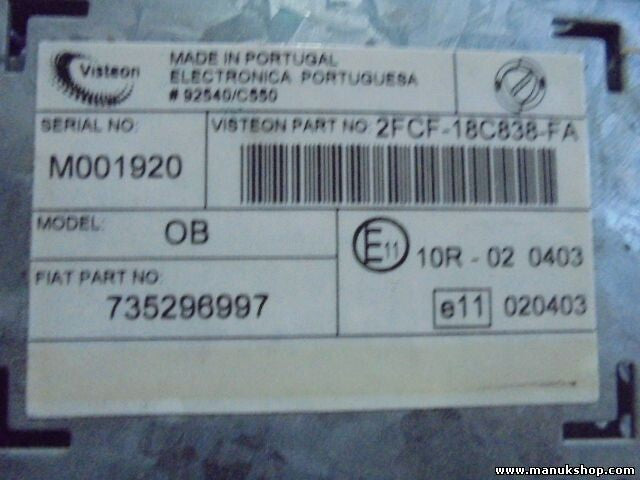 Visteon
MADE IN PORTUGAL
ELECTRONICA PORTUGUESA
# 92540/C550
SERIAL NO:
M001920
VISTEON PART NO: 2FCF-18C838-FA
MODEL: OB
E11 10R - 02 0403
FIAT PART NO:
735296997
e11 020403
www.manukshop.com